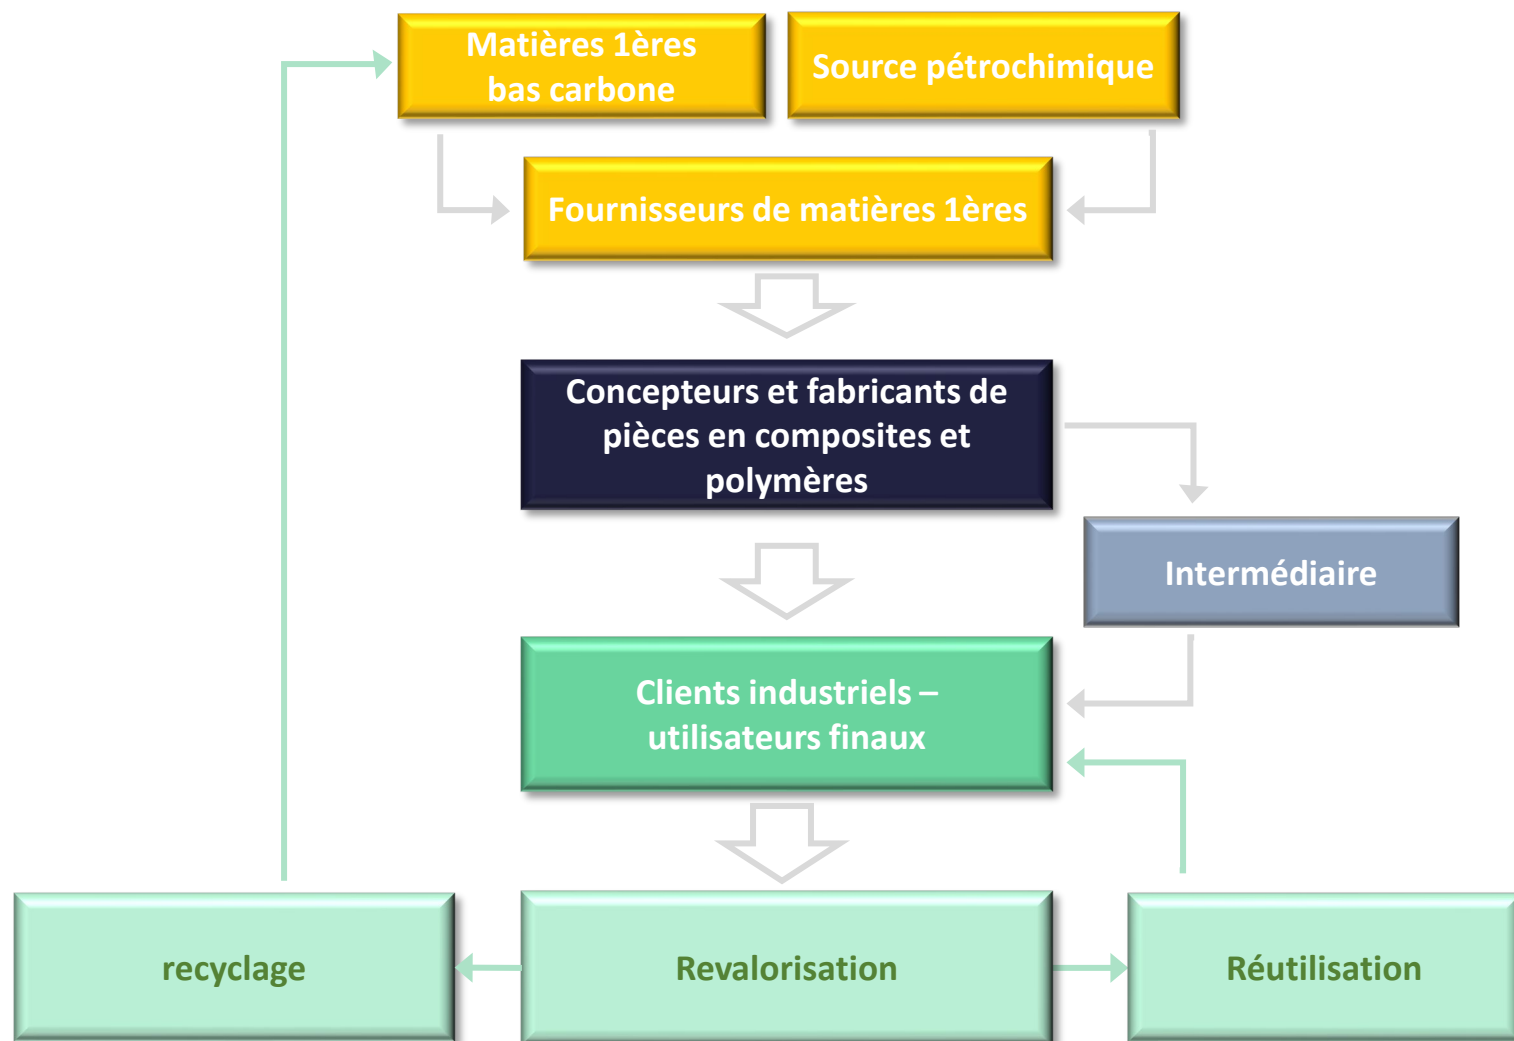 Matières 1ères
bas carbone
Source pétrochimique
Fournisseurs de matières 1ères
Concepteurs et fabricants de
pièces en composites et
polymères
Intermédiaire
Clients industriels –
utilisateurs finaux
recyclage
Revalorisation
Réutilisation